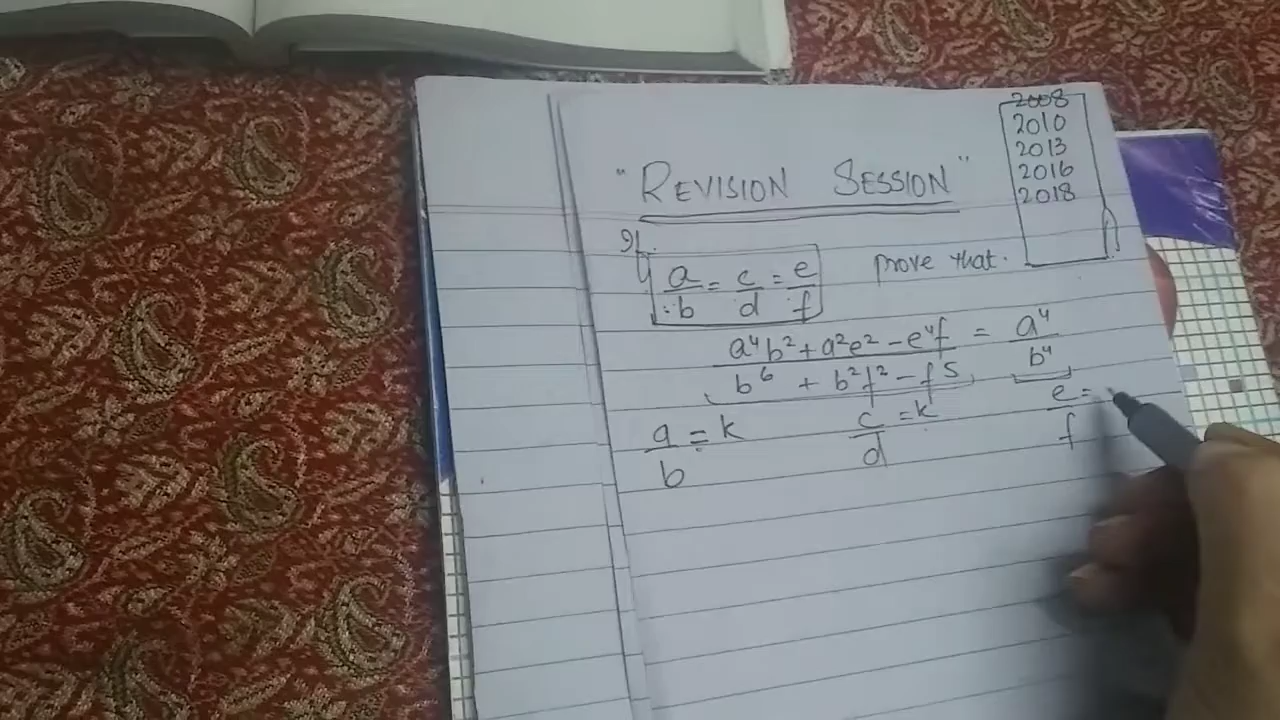 2008
2010
2013
2016
2018
"REVISION SESSION"
If a/b = c/d = e/f prove that.
a⁴b² + a²e² - e⁴f / b⁶ + b²f² - f⁵ = a⁴/b⁴
a/b = k c/d = k e/f =